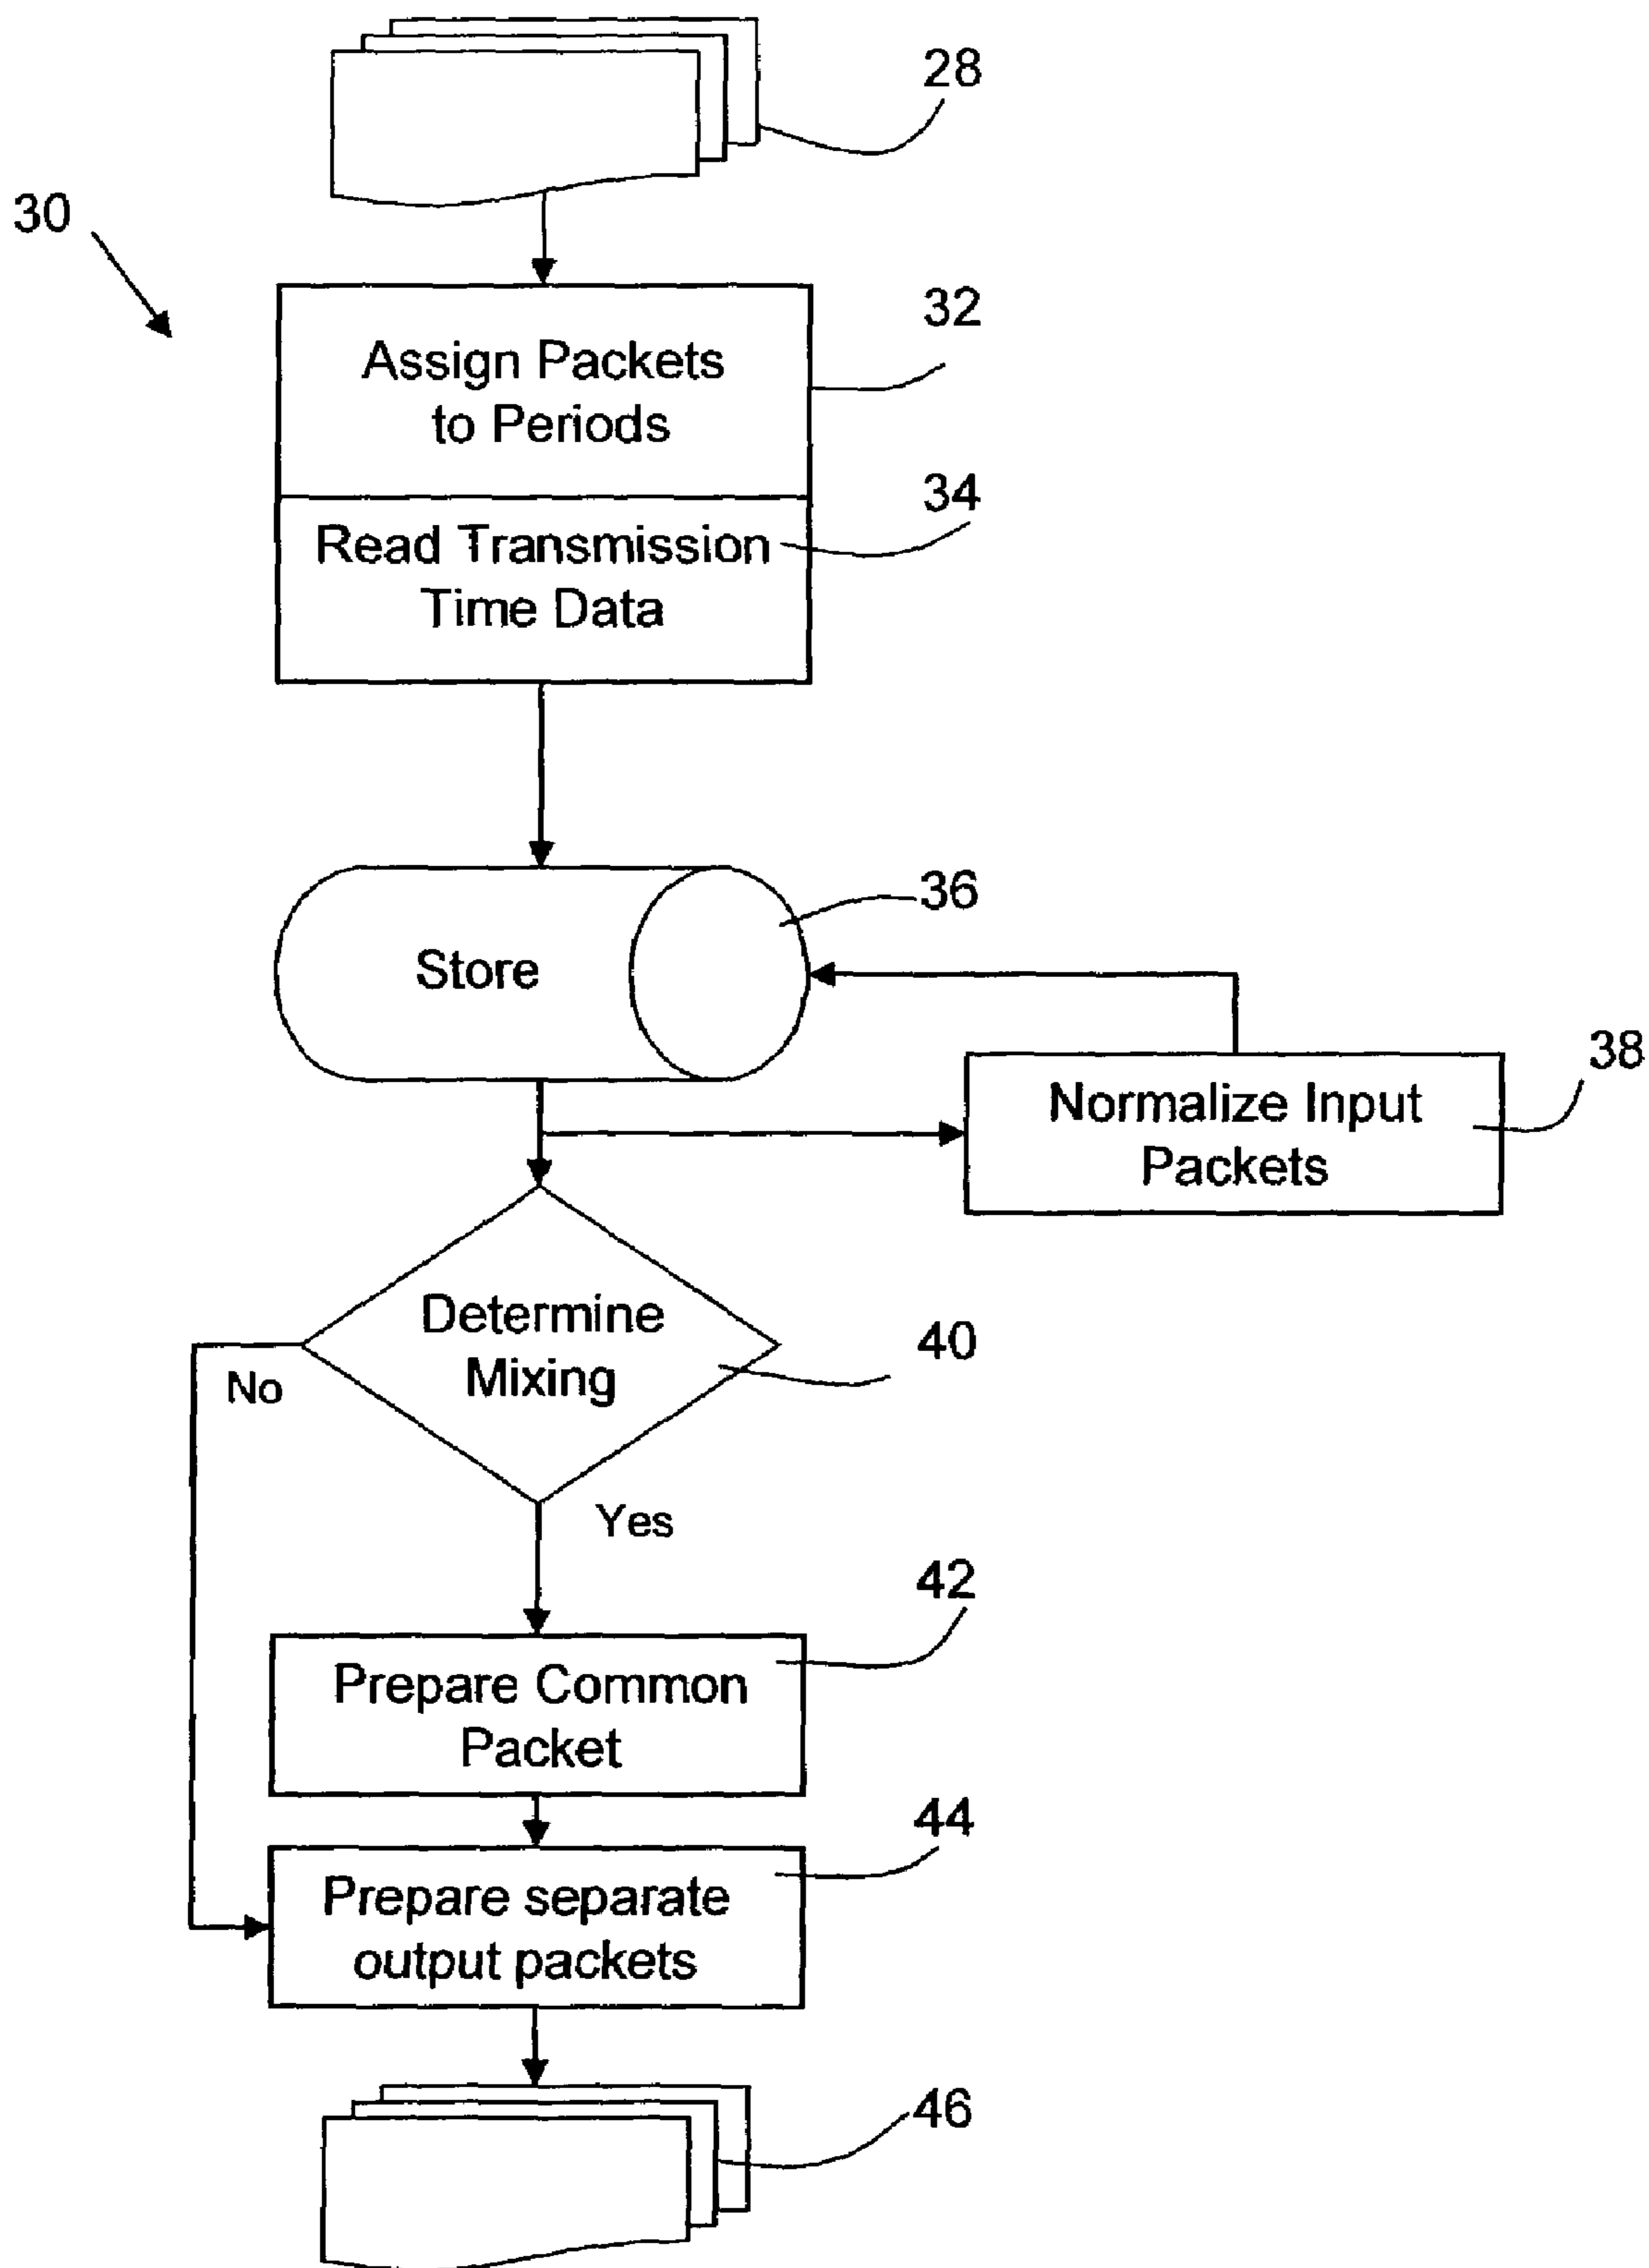 28
30
32
Assign Packets
to Periods
34
Read Transmission
Time Data
36
Store
38
Normalize Input
Packets
Determine
Mixing
40
No
Yes
42
Prepare Common
Packet
44
Prepare separate
output packets
46